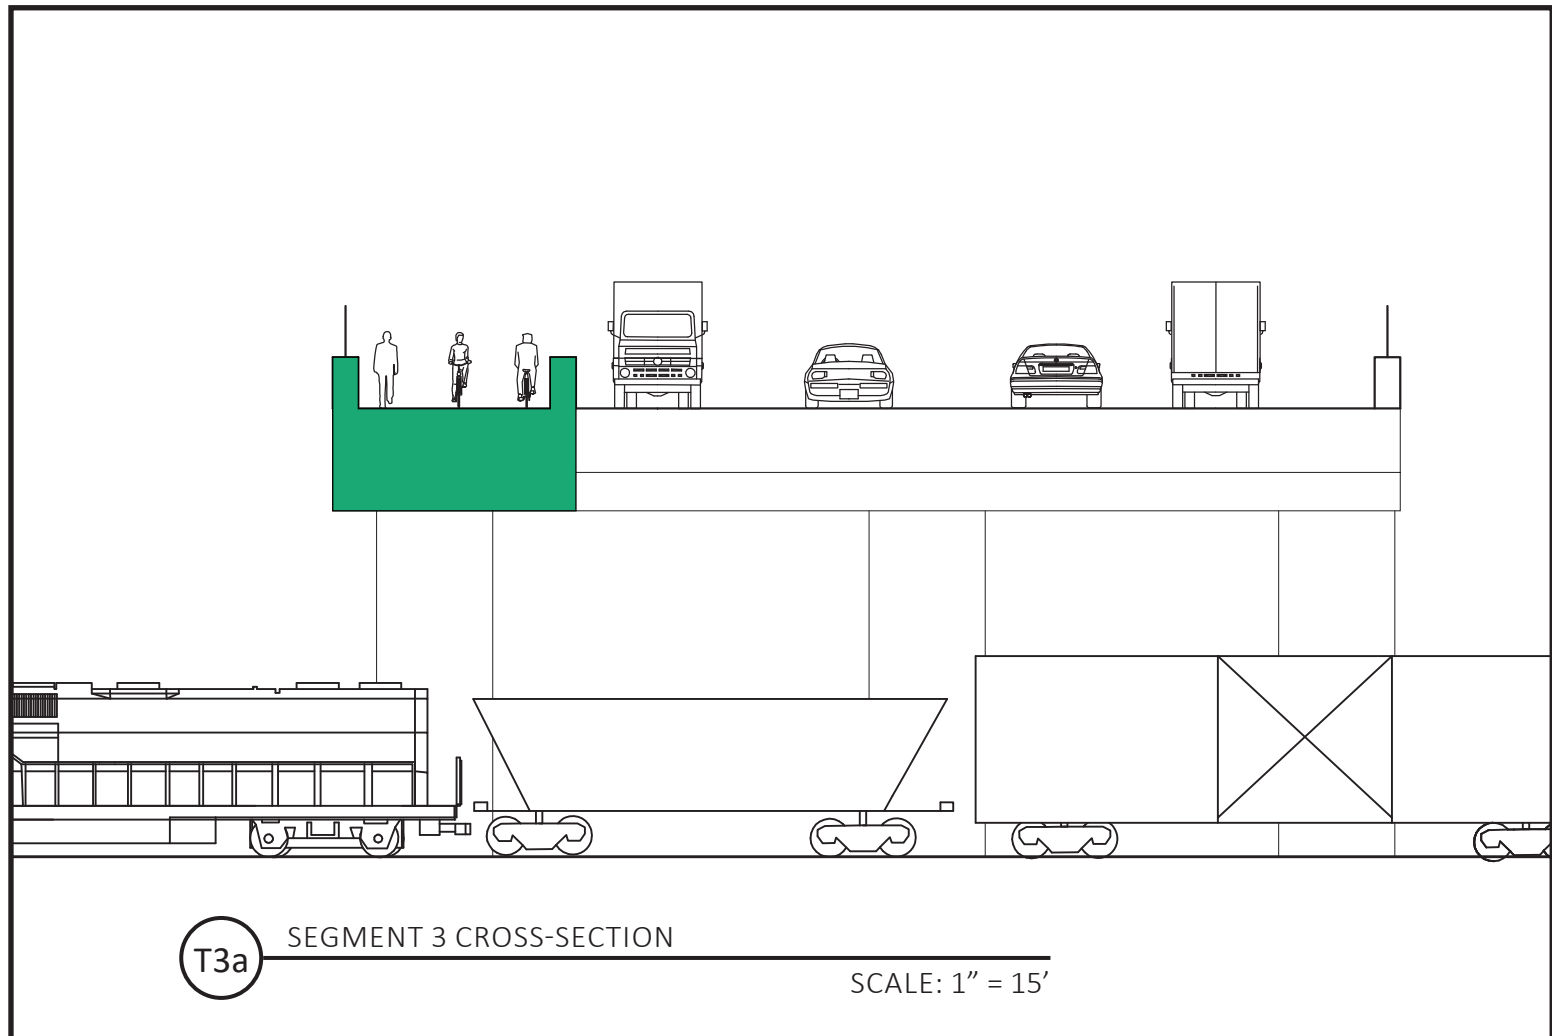 T3a
SEGMENT 3 CROSS-SECTION
SCALE: 1” = 15’